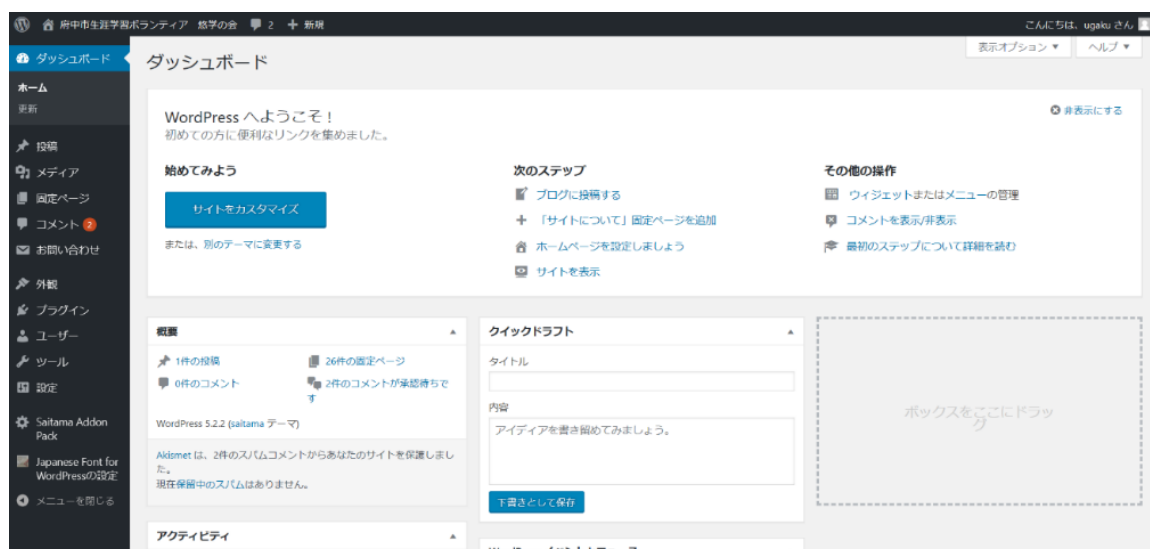 府中市生涯学習ボランティア 悠学の会 2 新規
こんにちは、ugaku さん
ダッシュボード
ホーム
更新
投稿
メディア
固定ページ
コメント 2
お問い合わせ
外観
プラグイン
ユーザー
ツール
設定
Saitama Addon
Pack
Japanese Font for
WordPressの設定
メニューを閉じる
表示オプション ▼
ヘルプ ▼
ダッシュボード
WordPress へようこそ !
初めての方に便利なリンクを集めました。
非表示にする
始めてみよう
サイトをカスタマイズ
または、別のテーマに変更する
次のステップ
ブログに投稿する
「サイトについて」固定ページを追加
ホームページを設定しましょう
サイトを表示
その他の操作
ウィジェットまたはメニューの管理
コメントを表示/非表示
最初のステップについて詳細を読む
概要
1件の投稿
26件の固定ページ
0件のコメント
2件のコメントが承認待ちで
す
WordPress 5.2.2 (saitama テーマ)
Akismet は、2件のスパムコメントからあなたのサイトを保護しまし
た。
現在保留中のスパムはありません。
アクティビティ
クイックドラフト
タイトル
内容
アイディアを書き留めてみましょう。
下書きとして保存
ボックスをここにドラッ
グ